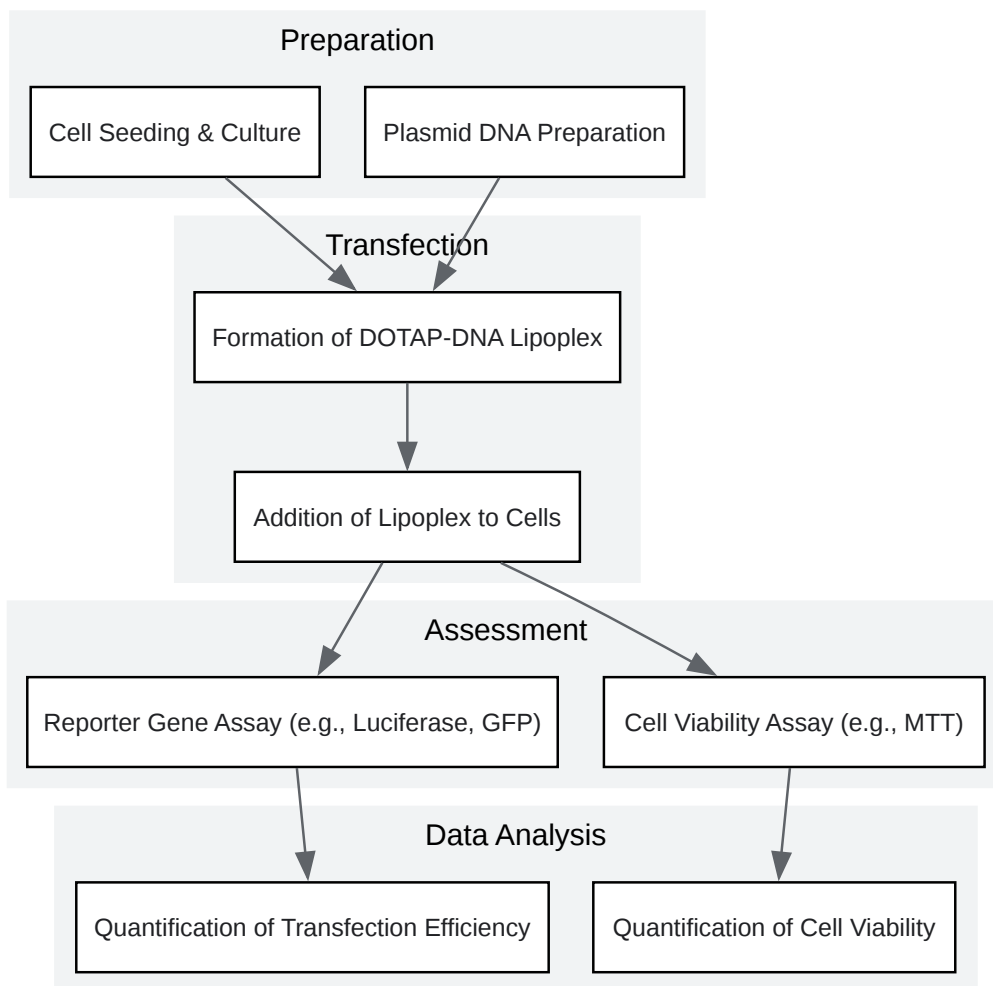 Preparation
Cell Seeding & Culture
Plasmid DNA Preparation
Transfection
Formation of DOTAP-DNA Lipoplex
Addition of Lipoplex to Cells
Assessment
Reporter Gene Assay (e.g., Luciferase, GFP)
Cell Viability Assay (e.g., MTT)
Data Analysis
Quantification of Transfection Efficiency
Quantification of Cell Viability